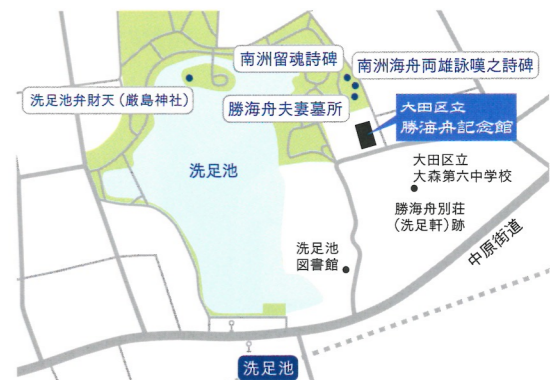 南洲留魂詩碑
南洲海舟両雄詠嘆之詩碑
洗足池弁財天（厳島神社）
勝海舟夫妻墓所
大田区立
勝海舟記念館
洗足池
大田区立
大森第六中学校
勝海舟別荘
（洗足軒）跡
中原街道
洗足池
図書館
洗足池